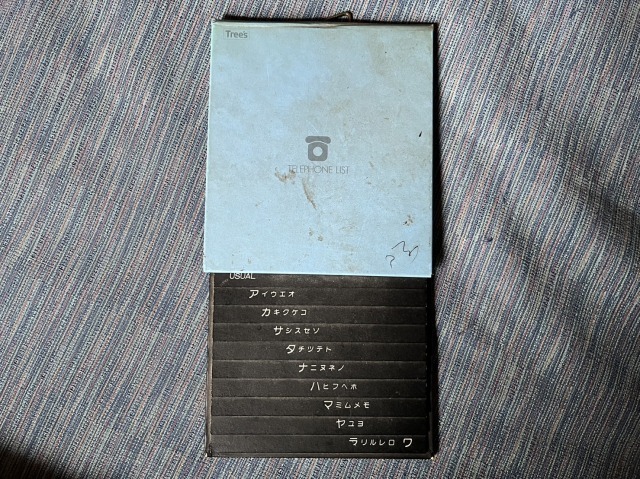 Tree's
TELEPHONE LIST
USUAL
アイウエオ
カキクケコ
サシスセソ
タチツテト
ナニヌネノ
ハヒフヘホ
マミムメモ
ヤユヨ
ラリルレロ ワ